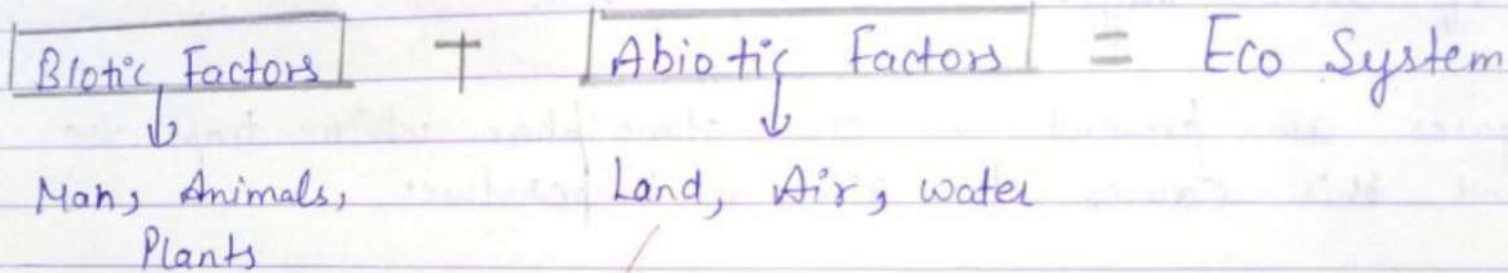 Biotic Factors + Abiotic Factors = Eco System
↓ ↓
Man, Animals, Land, Air, water
Plants